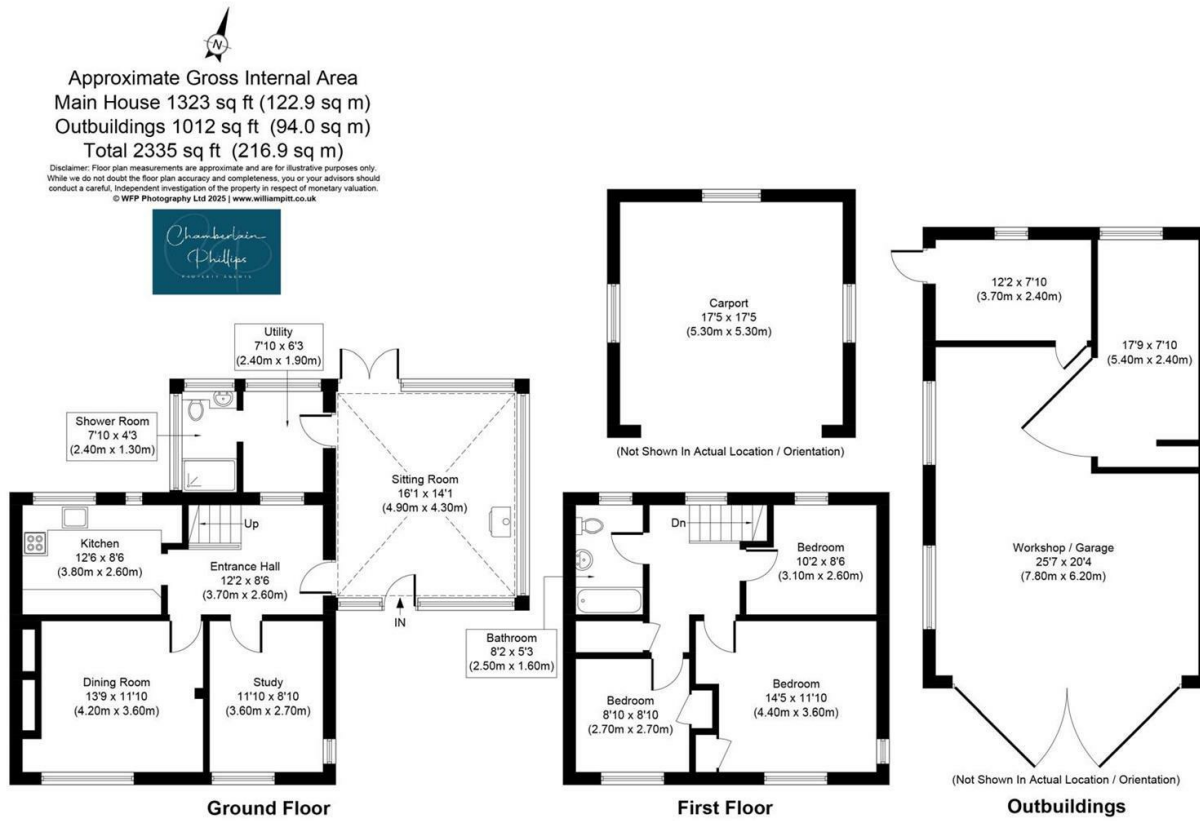 N
Approximate Gross Internal Area
Main House 1323 sq ft (122.9 sq m)
Outbuildings 1012 sq ft (94.0 sq m)
Total 2335 sq ft (216.9 sq m)
Disclaimer: Floor plan measurements are approximate and are for illustrative purposes only.
While we do not doubt the floor plan accuracy and completeness, you or your advisors should
conduct a careful, Independent investigation of the property in respect of monetary valuation.
© WFP Photography Ltd 2025 | www.williampitt.co.uk
Chamberlain
Phillips
PROPERTY AGENTS
Utility
7'10 x 6'3
(2.40m x 1.90m)
Shower Room
7'10 x 4'3
(2.40m x 1.30m)
Sitting Room
16'1 x 14'1
(4.90m x 4.30m)
Kitchen
12'6 x 8'6
(3.80m x 2.60m)
Up
Entrance Hall
12'2 x 8'6
(3.70m x 2.60m)
IN
Dining Room
13'9 x 11'10
(4.20m x 3.60m)
Study
11'10 x 8'10
(3.60m x 2.70m)
Ground Floor
Carport
17'5 x 17'5
(5.30m x 5.30m)
(Not Shown In Actual Location / Orientation)
Dn
Bedroom
10'2 x 8'6
(3.10m x 2.60m)
Bathroom
8'2 x 5'3
(2.50m x 1.60m)
Bedroom
8'10 x 8'10
(2.70m x 2.70m)
Bedroom
14'5 x 11'10
(4.40m x 3.60m)
First Floor
12'2 x 7'10
(3.70m x 2.40m)
17'9 x 7'10
(5.40m x 2.40m)
Workshop / Garage
25'7 x 20'4
(7.80m x 6.20m)
(Not Shown In Actual Location / Orientation)
Outbuildings